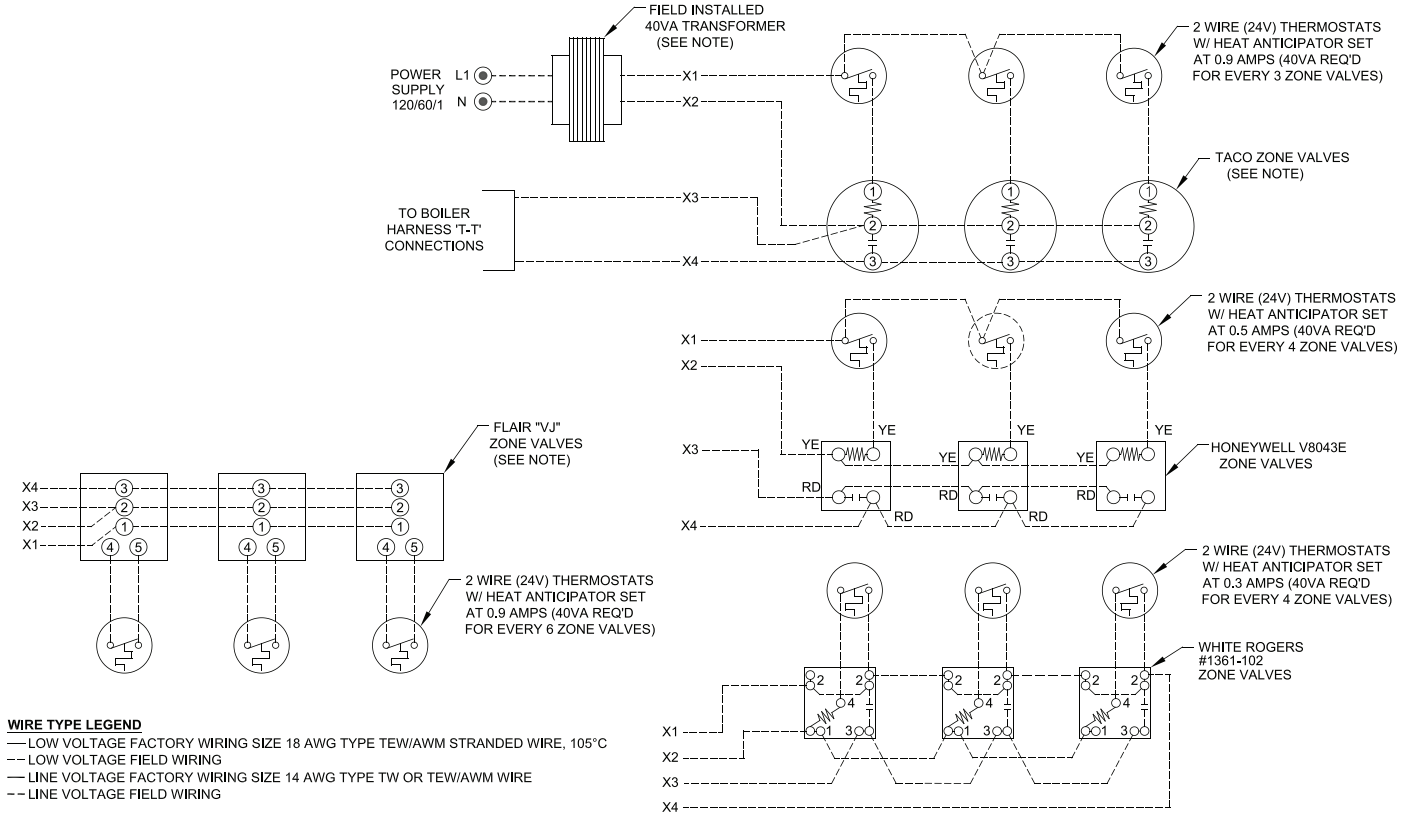 FIELD INSTALLED
40VA TRANSFORMER
(SEE NOTE)
POWER
SUPPLY
120/60/1
L1
N
X1
X2
2 WIRE (24V) THERMOSTATS
W/ HEAT ANTICIPATOR SET
AT 0.9 AMPS (40VA REQ'D
FOR EVERY 3 ZONE VALVES)
TACO ZONE VALVES
(SEE NOTE)
1 1 1
2 2 2
3 3 3
TO BOILER
HARNESS 'T-T'
CONNECTIONS
X3
X4
2 WIRE (24V) THERMOSTATS
W/ HEAT ANTICIPATOR SET
AT 0.5 AMPS (40VA REQ'D
FOR EVERY 4 ZONE VALVES)
X1
X2
X3
X4
YE YE YE
YE YE YE
RD RD RD
RD RD
HONEYWELL V8043E
ZONE VALVES
FLAIR "VJ"
ZONE VALVES
(SEE NOTE)
X4
X3
X2
X1
3 3 3
2 2 2
1 1 1
4 5 4 5 4 5
2 WIRE (24V) THERMOSTATS
W/ HEAT ANTICIPATOR SET
AT 0.9 AMPS (40VA REQ'D
FOR EVERY 6 ZONE VALVES)
2 WIRE (24V) THERMOSTATS
W/ HEAT ANTICIPATOR SET
AT 0.3 AMPS (40VA REQ'D
FOR EVERY 4 ZONE VALVES)
WHITE ROGERS
#1361-102
ZONE VALVES
2 2 2 2 2 2
4 4 4
1 3 1 3 1 3
X1
X2
X3
X4
WIRE TYPE LEGEND
LOW VOLTAGE FACTORY WIRING SIZE 18 AWG TYPE TEW/AWM STRANDED WIRE, 105°C
LOW VOLTAGE FIELD WIRING
LINE VOLTAGE FACTORY WIRING SIZE 14 AWG TYPE TW OR TEW/AWM WIRE
LINE VOLTAGE FIELD WIRING